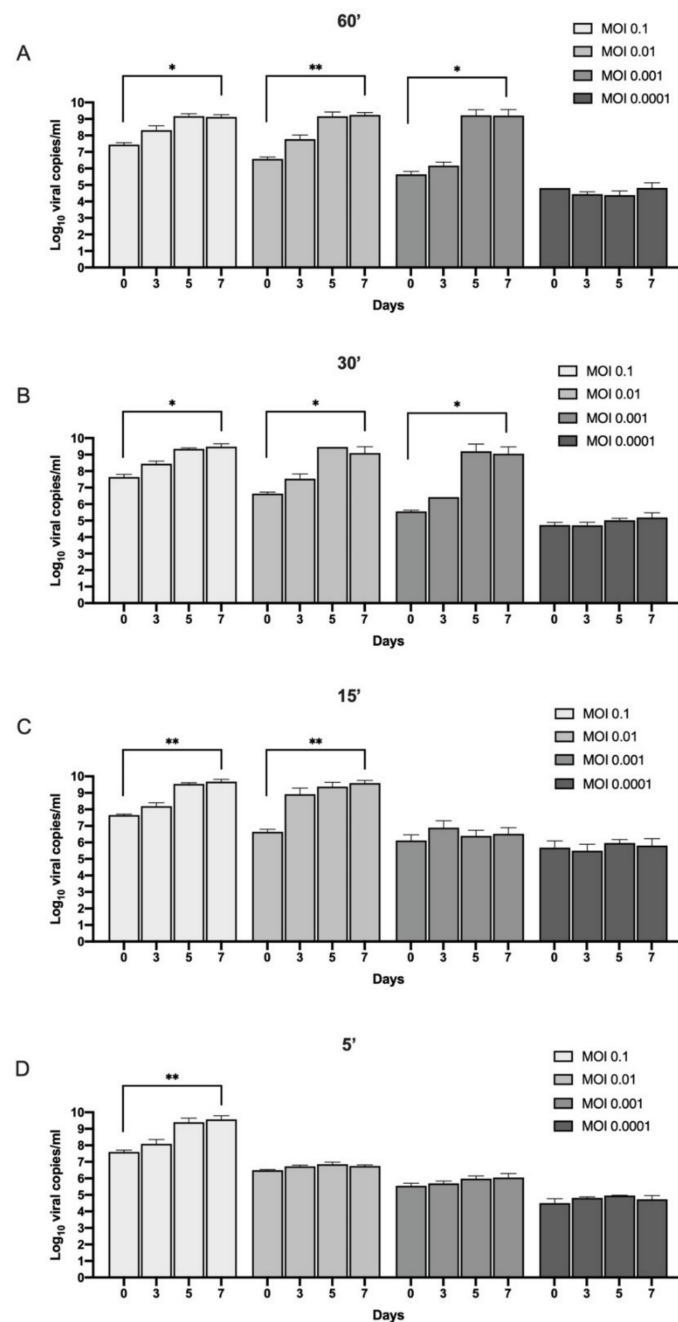 60’
A
MOI 0.1
MOI 0.01
MOI 0.001
MOI 0.0001
* ** *
Log10 viral copies/ml
10
9
8
7
6
5
4
3
2
1
0
0 3 5 7 0 3 5 7 0 3 5 7 0 3 5 7
Days
30’
B
MOI 0.1
MOI 0.01
MOI 0.001
MOI 0.0001
* * *
Log10 viral copies/ml
10
9
8
7
6
5
4
3
2
1
0
0 3 5 7 0 3 5 7 0 3 5 7 0 3 5 7
Days
15’
C
MOI 0.1
MOI 0.01
MOI 0.001
MOI 0.0001
** **
Log10 viral copies/ml
10
9
8
7
6
5
4
3
2
1
0
0 3 5 7 0 3 5 7 0 3 5 7 0 3 5 7
Days
5’
D
MOI 0.1
MOI 0.01
MOI 0.001
MOI 0.0001
**
Log10 viral copies/ml
10
9
8
7
6
5
4
3
2
1
0
0 3 5 7 0 3 5 7 0 3 5 7 0 3 5 7
Days